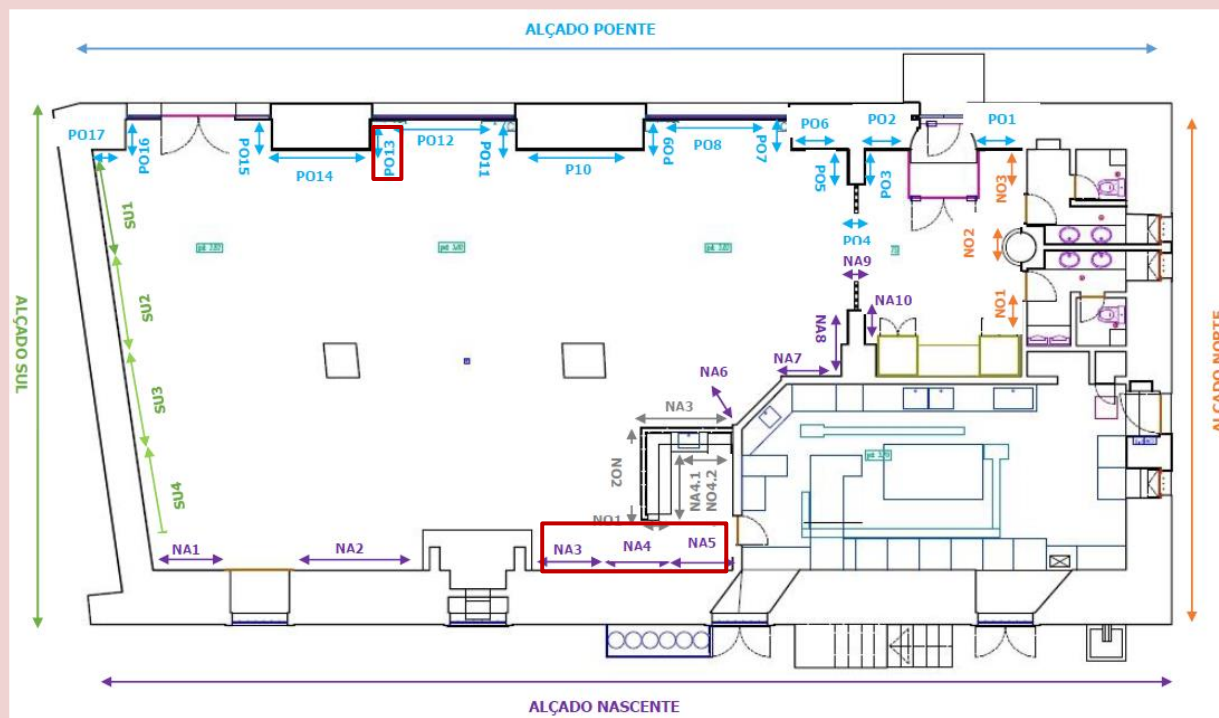 ALÇADO POENTE
PO17
PO16
PO15
PO14
PO13
PO12
PO11
P10
PO9
PO8
PO7
PO6
PO5
PO2
PO3
PO1
NO3
SU1
PO4
NO2
NA9
SU2
NA10
NO1
NA8
ALÇADO SUL
ALÇADO NORTE
NA7
SU3
NA6
NA3
NO2
NA4.1
NO4.2
SU4
NO1
NA1
NA2
NA3
NA4
NA5
ALÇADO NASCENTE